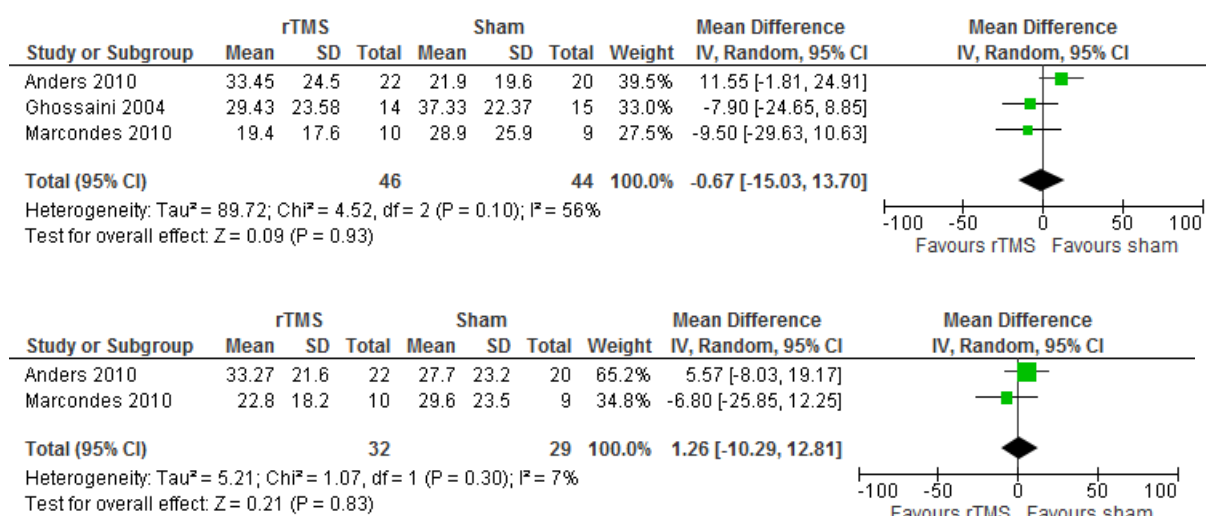 rTMS Sham Mean Difference Mean Difference
Study or Subgroup Mean SD Total Mean SD Total Weight IV, Random, 95% CI IV, Random, 95% CI
Anders 2010 33.45 24.5 22 21.9 19.6 20 39.5% 11.55 [-1.81, 24.91]
Ghossaini 2004 29.43 23.58 14 37.33 22.37 15 33.0% -7.90 [-24.65, 8.85]
Marcondes 2010 19.4 17.6 10 28.9 25.9 9 27.5% -9.50 [-29.63, 10.63]
Total (95% CI) 46 44 100.0% -0.67 [-15.03, 13.70]
Heterogeneity: Tau² = 89.72; Chi² = 4.52, df = 2 (P = 0.10); I² = 56%
Test for overall effect: Z = 0.09 (P = 0.93)
-100 -50 0 50 100
Favours rTMS Favours sham
rTMS Sham Mean Difference Mean Difference
Study or Subgroup Mean SD Total Mean SD Total Weight IV, Random, 95% CI IV, Random, 95% CI
Anders 2010 33.27 21.6 22 27.7 23.2 20 65.2% 5.57 [-8.03, 19.17]
Marcondes 2010 22.8 18.2 10 29.6 23.5 9 34.8% -6.80 [-25.85, 12.25]
Total (95% CI) 32 29 100.0% 1.26 [-10.29, 12.81]
Heterogeneity: Tau² = 5.21; Chi² = 1.07, df = 1 (P = 0.30); I² = 7%
Test for overall effect: Z = 0.21 (P = 0.83)
-100 -50 0 50 100
Favours rTMS Favours sham